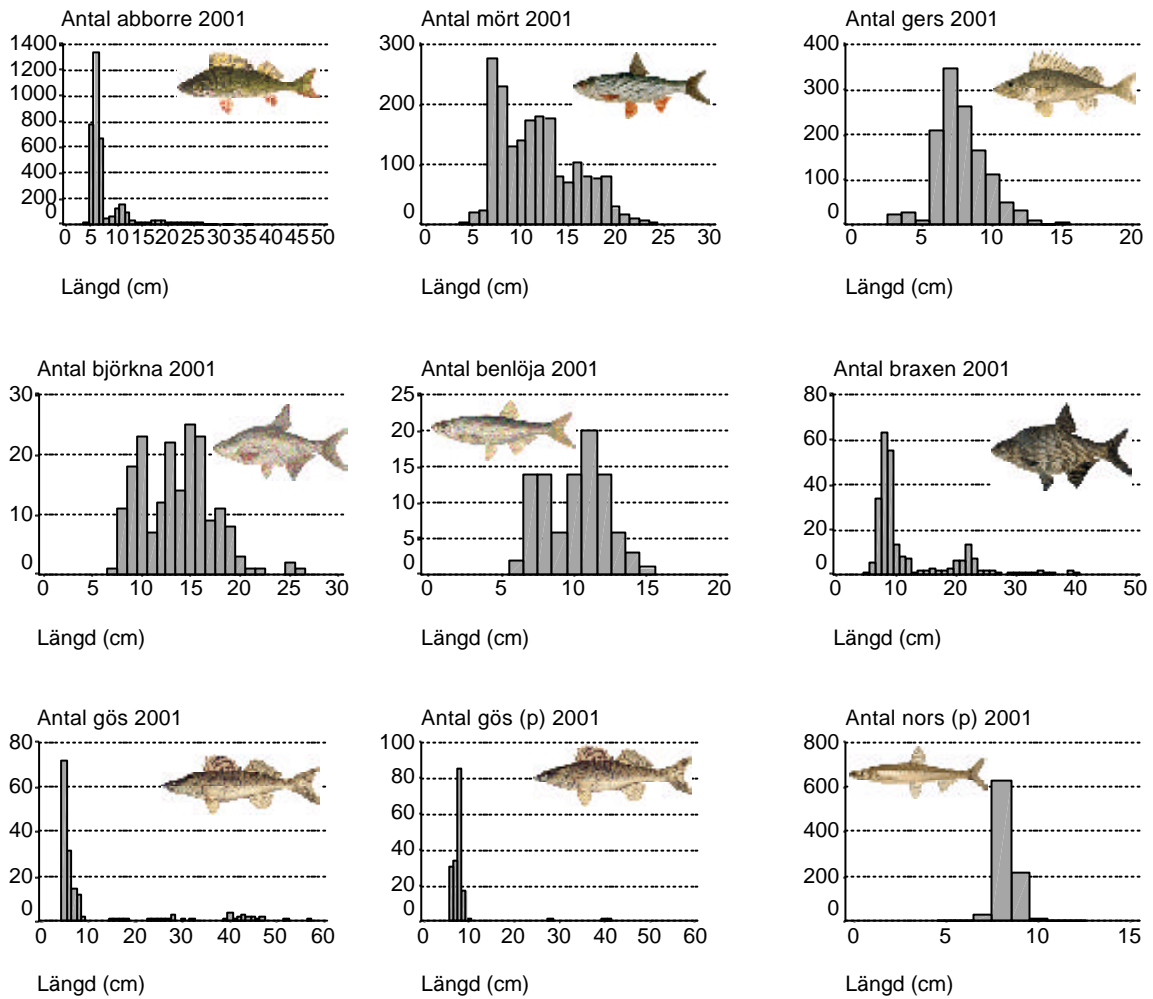 Antal abborre 2001
1400
1200
1000
800
600
400
200
0
0 5 10 15 20 25 30 35 40 45 50
Längd (cm)
Antal mört 2001
300
200
100
0
0 5 10 15 20 25 30
Längd (cm)
Antal gers 2001
400
300
200
100
0
0 5 10 15 20
Längd (cm)
Antal björkna 2001
30
20
10
0
0 5 10 15 20 25 30
Längd (cm)
Antal benlöja 2001
25
20
15
10
5
0
0 10 20
Längd (cm)
Antal braxen 2001
80
60
40
20
0
0 10 20 30 40 50
Längd (cm)
Antal gös 2001
80
60
40
20
0
0 10 20 30 40 50 60
Längd (cm)
Antal gös (p) 2001
100
80
60
40
20
0
0 10 20 30 40 50 60
Längd (cm)
Antal nors (p) 2001
800
600
400
200
0
0 5 10 15
Längd (cm)